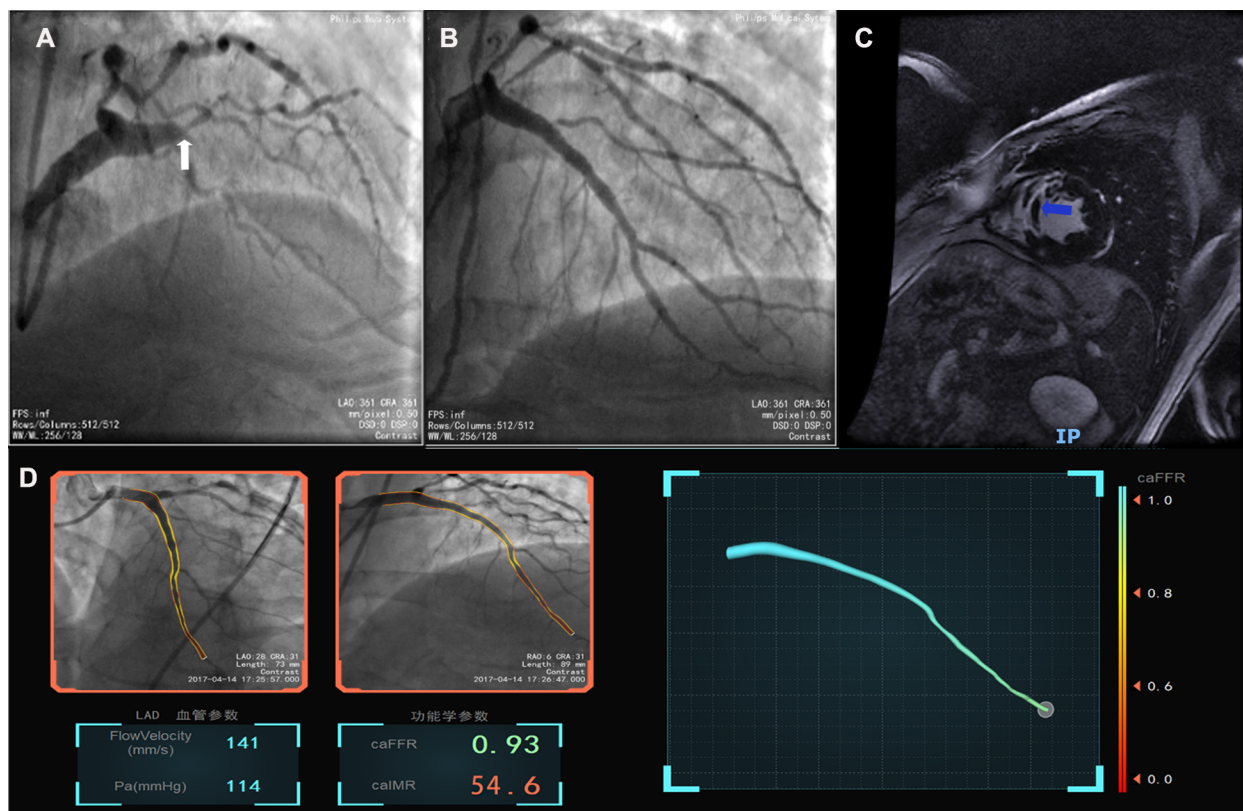 A
Philips Medical-System
B
Philips Medical-System
C
FPS:inf
Rows/Columns:512/512
WW/WL:256/128
LAO:361 CRA:361
mm/pixel:0.50
DSD:0 DSP:0
Contrast
FPS:inf
Rows/Columns:512/512
WW/WL:256/128
LAO:361 CRA:361
mm/pixel:0.50
DSD:0 DSP:0
Contrast
IP
D
LAO:28 CRA:31
Length: 73 mm
Contrast
2017-04-14 17:25:57.000
RAO:6 CRA:31
Length: 89 mm
Contrast
2017-04-14 17:26:47.000
LAD 血管参数
FlowVelocity
(mm/s)
141
Pa(mmHg)
114
功能学参数
caFFR
0.93
caIMR
54.6
caFFR
1.0
0.8
0.6
0.0